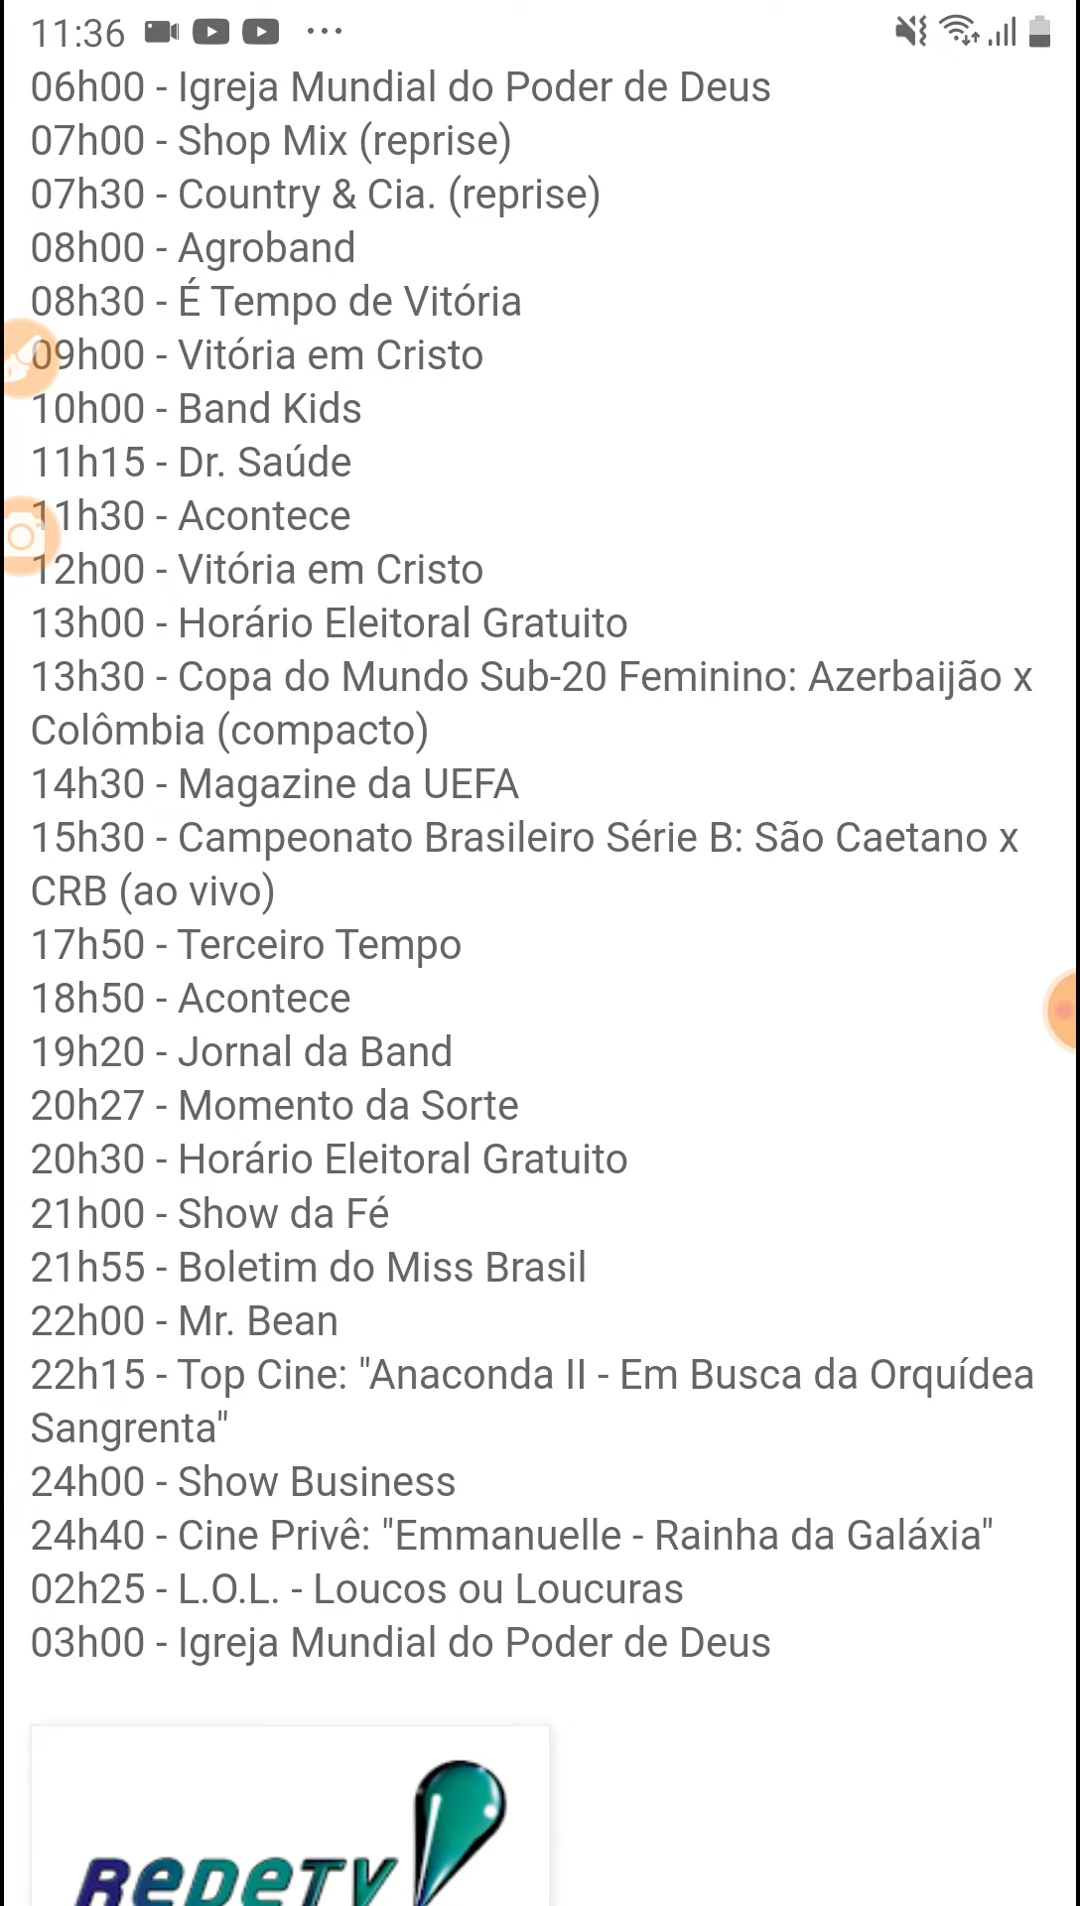 11:36
06h00 - Igreja Mundial do Poder de Deus
07h00 - Shop Mix (reprise)
07h30 - Country & Cia. (reprise)
08h00 - Agroband
08h30 - É Tempo de Vitória
09h00 - Vitória em Cristo
10h00 - Band Kids
11h15 - Dr. Saúde
11h30 - Acontece
12h00 - Vitória em Cristo
13h00 - Horário Eleitoral Gratuito
13h30 - Copa do Mundo Sub-20 Feminino: Azerbaijão x
Colômbia (compacto)
14h30 - Magazine da UEFA
15h30 - Campeonato Brasileiro Série B: São Caetano x
CRB (ao vivo)
17h50 - Terceiro Tempo
18h50 - Acontece
19h20 - Jornal da Band
20h27 - Momento da Sorte
20h30 - Horário Eleitoral Gratuito
21h00 - Show da Fé
21h55 - Boletim do Miss Brasil
22h00 - Mr. Bean
22h15 - Top Cine: "Anaconda II - Em Busca da Orquídea
Sangrenta"
24h00 - Show Business
24h40 - Cine Privê: "Emmanuelle - Rainha da Galáxia"
02h25 - L.O.L. - Loucos ou Loucuras
03h00 - Igreja Mundial do Poder de Deus
REDETV